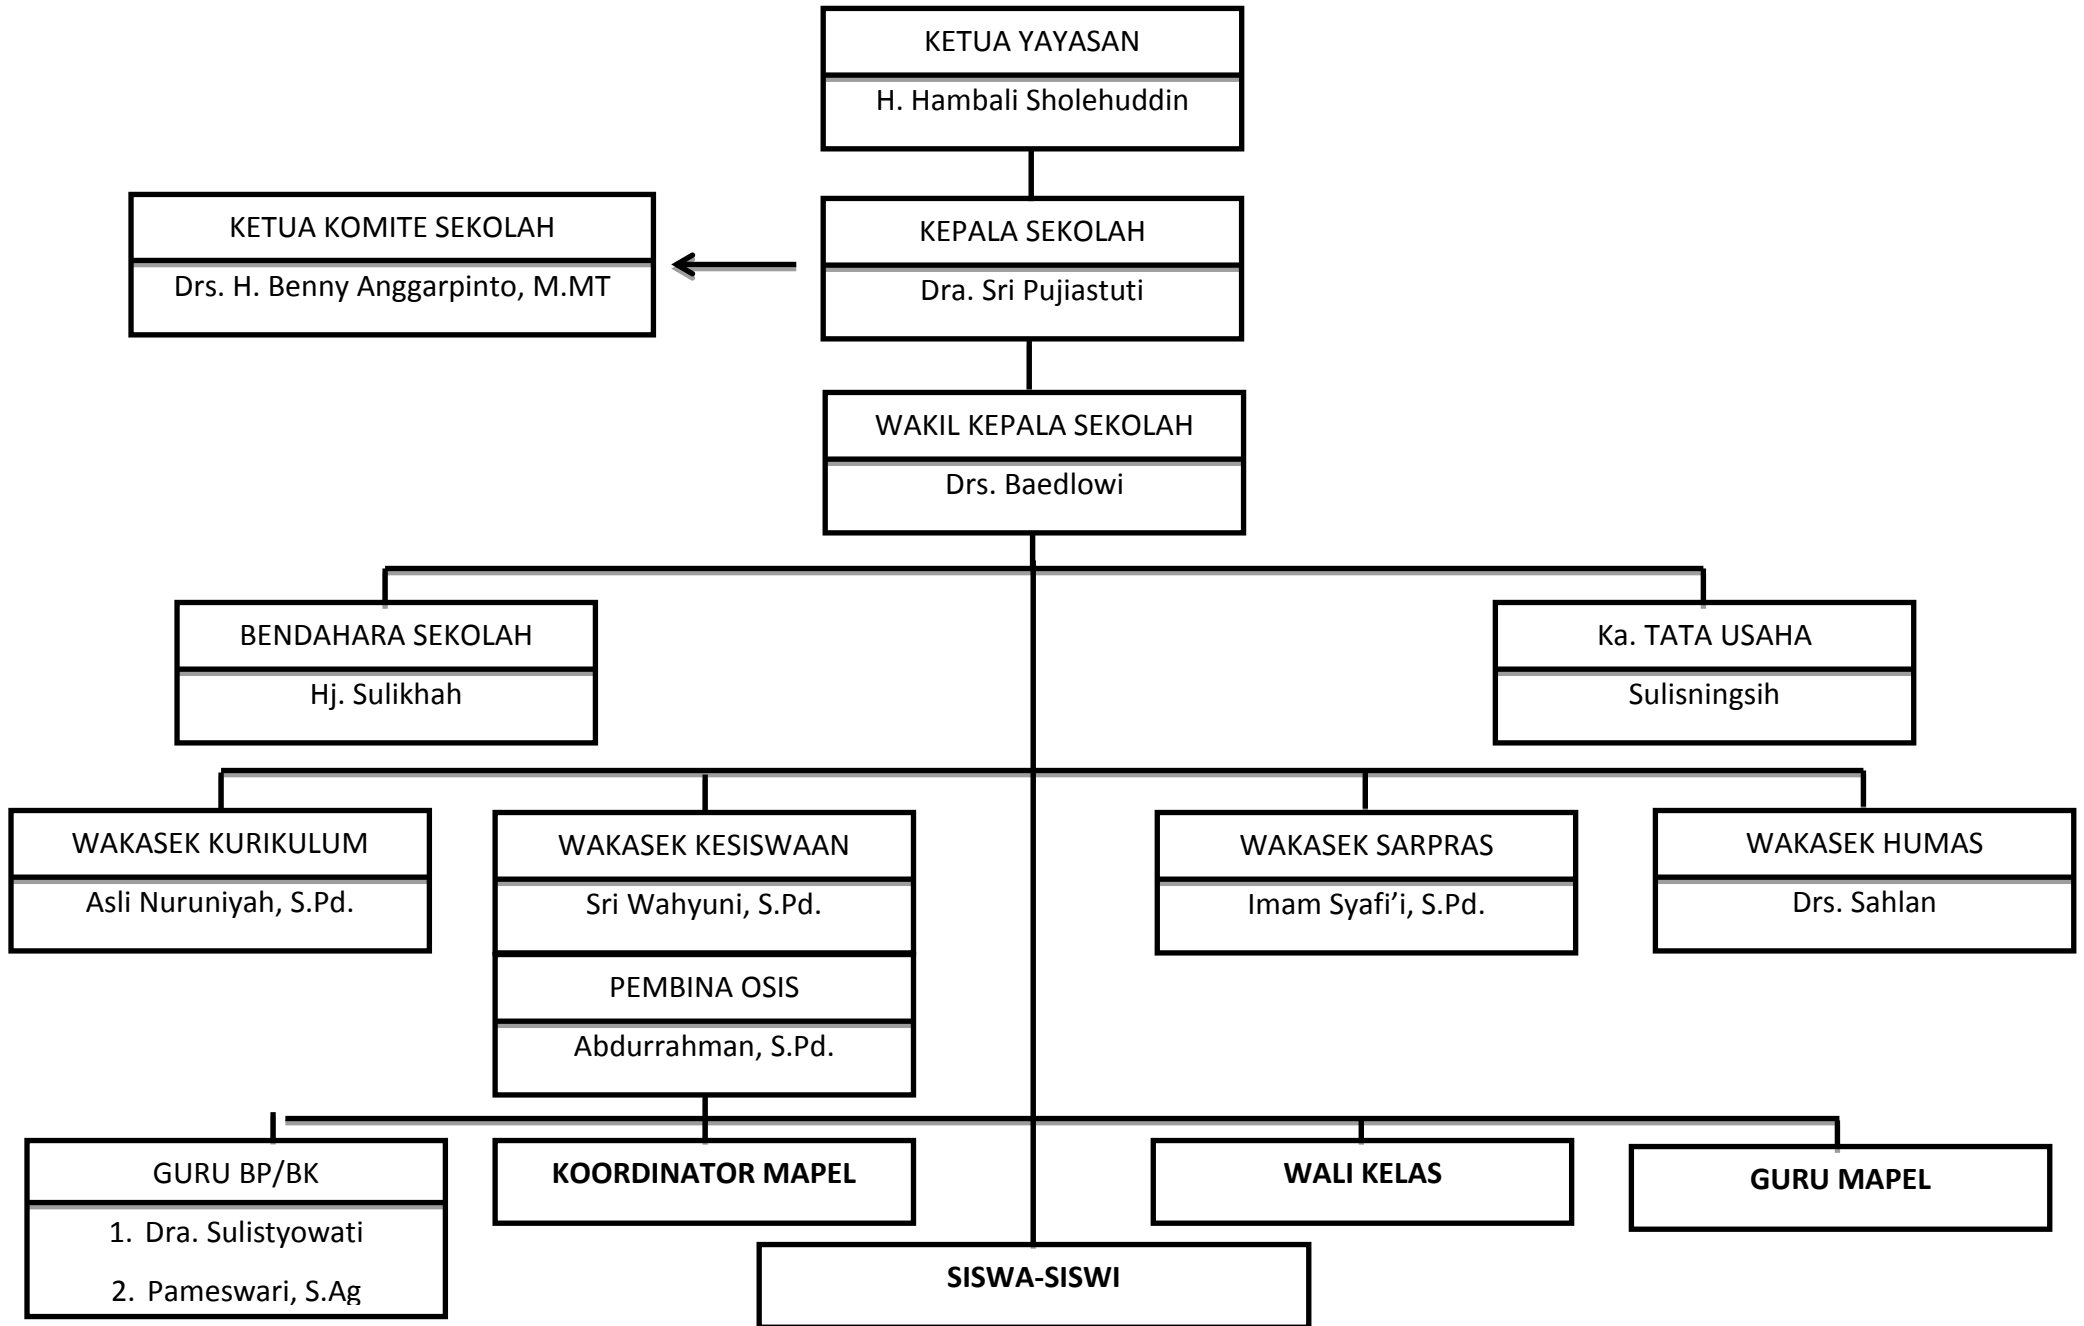 KETUA YAYASAN
H. Hambali Sholehuddin
KETUA KOMITE SEKOLAH
Drs. H. Benny Anggarpinto, M.MT
KEPALA SEKOLAH
Dra. Sri Pujiastuti
WAKIL KEPALA SEKOLAH
Drs. Baedlowi
BENDAHARA SEKOLAH
Hj. Sulikhah
Ka. TATA USAHA
Sulisningsih
WAKASEK KURIKULUM
Asli Nuruniyah, S.Pd.
WAKASEK KESISWAAN
Sri Wahyuni, S.Pd.
PEMBINA OSIS
Abdurrahman, S.Pd.
WAKASEK SARPRAS
Imam Syafi’i, S.Pd.
WAKASEK HUMAS
Drs. Sahlan
GURU BP/BK
1. Dra. Sulistyowati
2. Pameswari, S.Ag
KOORDINATOR MAPEL
WALI KELAS
GURU MAPEL
SISWA-SISWI